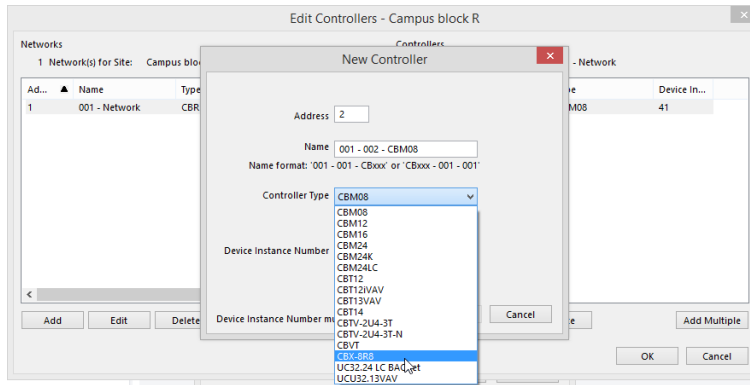 Edit Controllers - Campus block R
Networks
Controllers
1 Network(s) for Site: Campus bloc
- Network
New Controller
Ad... Name Type
Device In...
1 001 - Network CBR
M08 41
Address 2
Name 001 - 002 - CBM08
Name format: '001 - 001 - CBxxx' or 'CBxxx - 001 - 001'
Controller Type CBM08
CBM08
CBM12
CBM16
CBM24
CBM24K
CBM24LC
CBT12
CBT12iVAV
CBT13VAV
CBT14
CBTV-2U4-3T
CBTV-2U4-3T-N
CBVT
CBX-8R8
UC32.24 LC BACnet
UCU32.13VAV
Device Instance Number
Device Instance Number mu
Cancel
Add Edit Delete
Add Multiple
OK Cancel